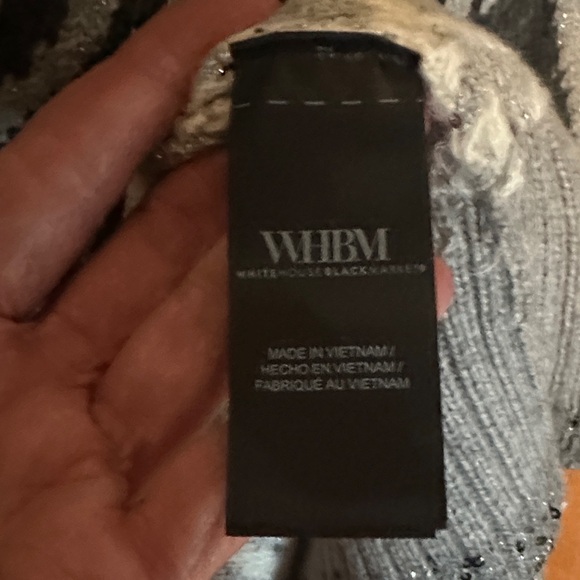 WHBM
WHITEHOUSEBLACKMARKET®
MADE IN VIETNAM /
HECHO EN VIETNAM /
FABRIQUÉ AU VIETNAM